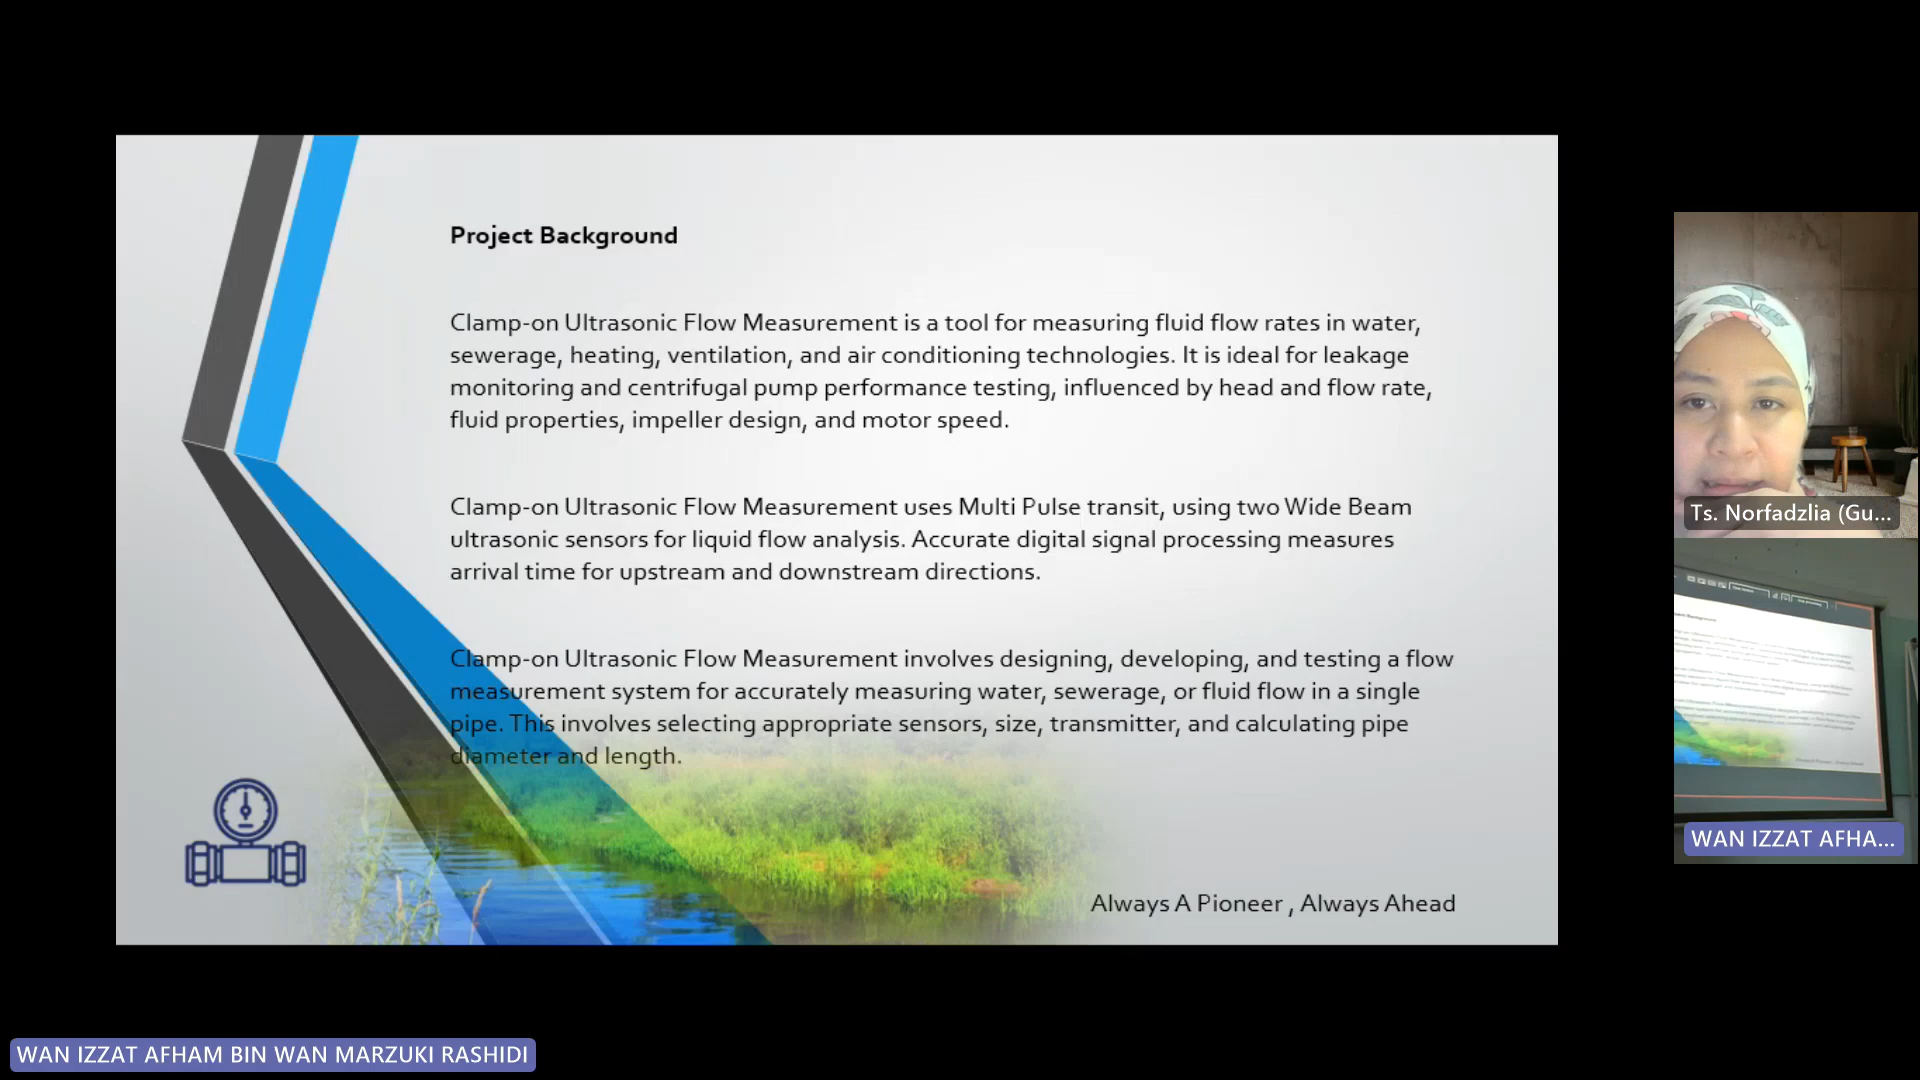 Project Background
Clamp-on Ultrasonic Flow Measurement is a tool for measuring fluid flow rates in water,
sewerage, heating, ventilation, and air conditioning technologies. It is ideal for leakage
monitoring and centrifugal pump performance testing, influenced by head and flow rate,
fluid properties, impeller design, and motor speed.
Clamp-on Ultrasonic Flow Measurement uses Multi Pulse transit, using two Wide Beam
ultrasonic sensors for liquid flow analysis. Accurate digital signal processing measures
arrival time for upstream and downstream directions.
Clamp-on Ultrasonic Flow Measurement involves designing, developing, and testing a flow
measurement system for accurately measuring water, sewerage, or fluid flow in a single
pipe. This involves selecting appropriate sensors, size, transmitter, and calculating pipe
diameter and length.
Always A Pioneer , Always Ahead
Ts. Norfadzlia (Gu...
WAN IZZAT AFHA...
WAN IZZAT AFHAM BIN WAN MARZUKI RASHIDI